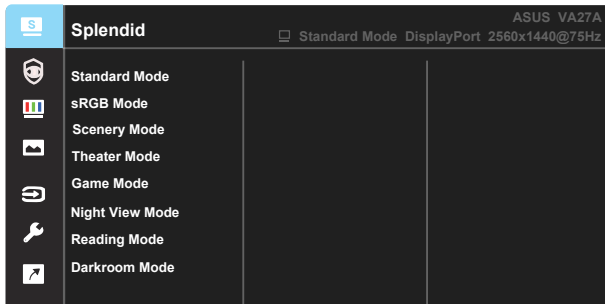 S
Splendid
ASUS VA27A
Standard Mode DisplayPort 2560x1440@75Hz
Standard Mode
sRGB Mode
Scenery Mode
Theater Mode
Game Mode
Night View Mode
Reading Mode
Darkroom Mode